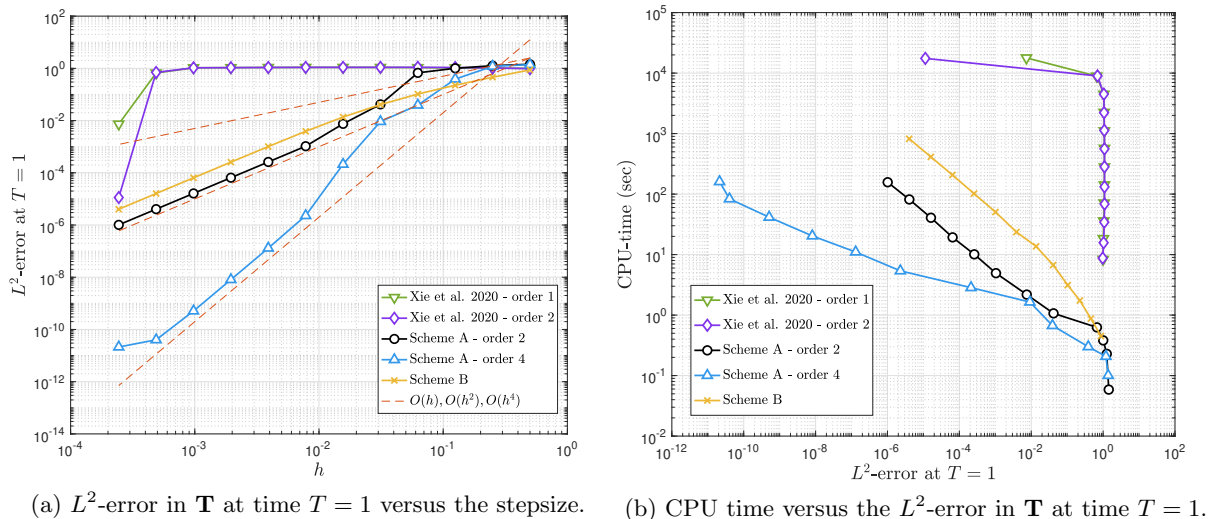 10^2
10^0
10^-2
10^-4
10^-6
10^-8
10^-10
10^-12
10^-14
L^2-error at T = 1
10^-4
10^-3
10^-2
10^-1
10^0
h
Xie et al. 2020 - order 1
Xie et al. 2020 - order 2
Scheme A - order 2
Scheme A - order 4
Scheme B
O(h), O(h^2), O(h^4)
(a) L^2-error in T at time T = 1 versus the stepsize.
10^5
10^4
10^3
10^2
10^1
10^0
10^-1
10^-2
CPU-time (sec)
10^-12
10^-10
10^-8
10^-6
10^-4
10^-2
10^0
10^2
L^2-error at T = 1
Xie et al. 2020 - order 1
Xie et al. 2020 - order 2
Scheme A - order 2
Scheme A - order 4
Scheme B
(b) CPU time versus the L^2-error in T at time T = 1.